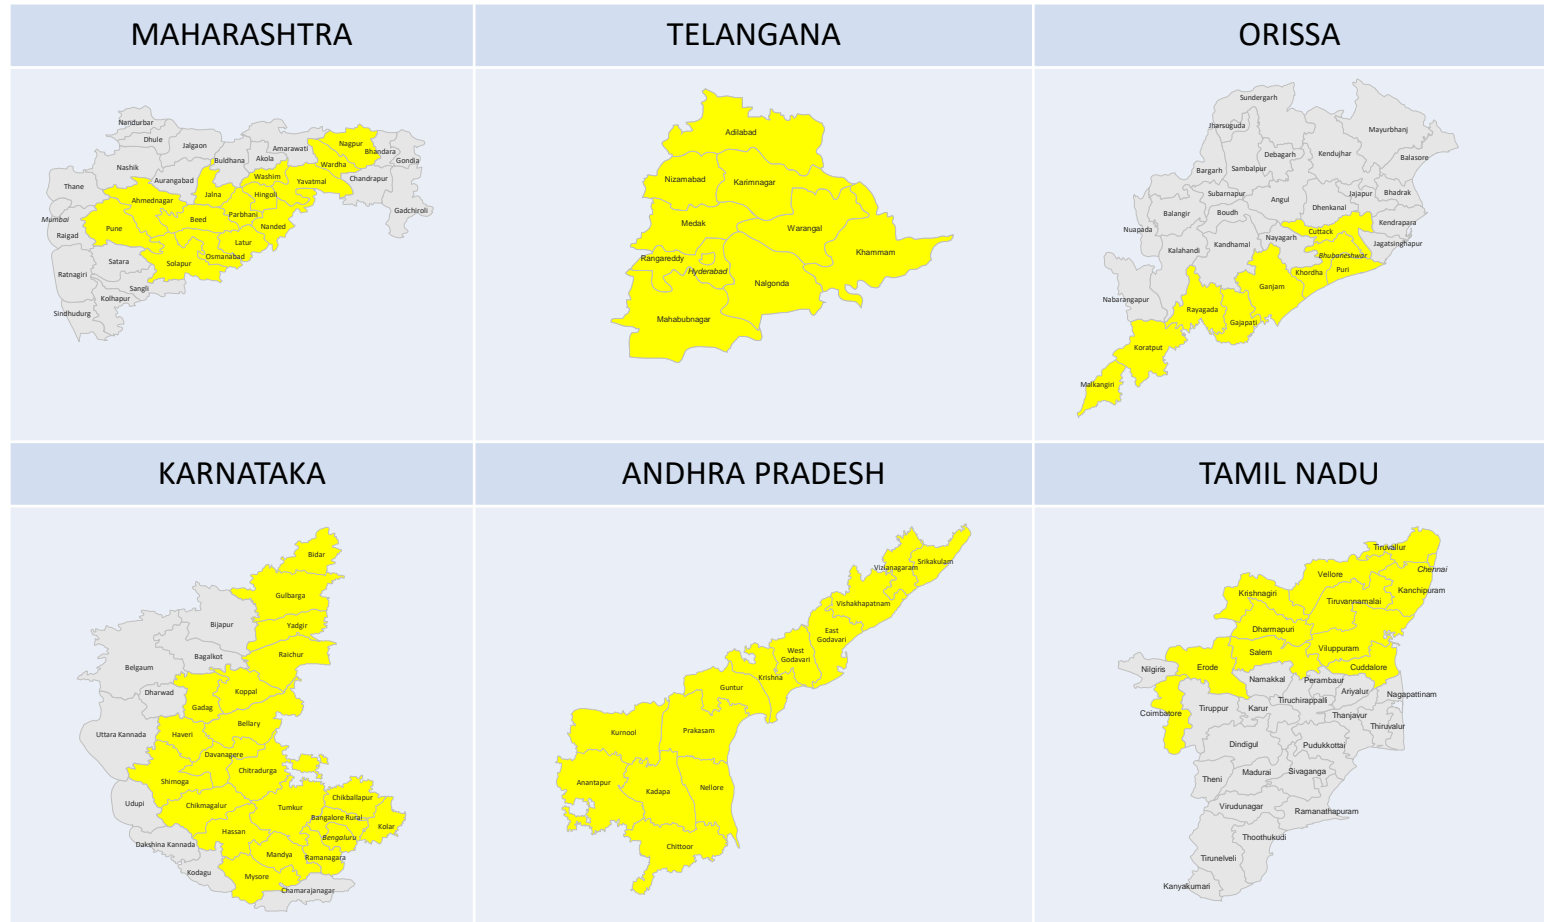 MAHARASHTRA
TELANGANA
ORISSA
Nandurbar
Dhule
Jalgaon
Nashik
Buldhana
Akola
Amarawati
Nagpur
Bhandara
Gondia
Wardha
Washim
Yavatmal
Chandrapur
Aurangabad
Thane
Jalna
Hingoli
Ahmednagar
Gadchiroli
Mumbai
Beed
Parbhani
Nanded
Pune
Raigad
Latur
Osmanabad
Satara
Solapur
Ratnagiri
Sangli
Kolhapur
Sindhudurg
Adilabad
Nizamabad
Karimnagar
Medak
Warangal
Khammam
Rangareddy
Hyderabad
Nalgonda
Mahabubnagar
Sundergarh
Jharsuguda
Mayurbhanj
Debagarh
Kendujhar
Balasore
Bargarh
Sambalpur
Subarnapur
Angul
Jajapur
Bhadrak
Dhenkanal
Balangir
Boudh
Kendrapara
Nuapada
Cuttack
Nayagarh
Jagatsinghapur
Kalahandi
Kandhamal
Bhubaneshwar
Khordha
Puri
Ganjam
Nabarangapur
Rayagada
Gajapati
Koratput
Malkangiri
KARNATAKA
ANDHRA PRADESH
TAMIL NADU
Bidar
Gulbarga
Bijapur
Yadgir
Bagalkot
Raichur
Belgaum
Dharwad
Koppal
Gadag
Uttara Kannada
Haveri
Bellary
Davanagere
Chitradurga
Shimoga
Udupi
Chikmagalur
Tumkur
Chikballapur
Bangalore Rural
Kolar
Hassan
Bengaluru
Dakshina Kannada
Mandya
Ramanagara
Kodagu
Mysore
Chamarajanagar
Vizianagaram
Srikakulam
Vishakhapatnam
East
Godavari
West
Godavari
Krishna
Guntur
Kurnool
Prakasam
Anantapur
Kadapa
Nellore
Chittoor
Tiruvallur
Chennai
Vellore
Kanchipuram
Krishnagiri
Tiruvannamalai
Dharmapuri
Salem
Viluppuram
Nilgiris
Erode
Cuddalore
Namakkal
Perambaur
Ariyalur
Nagapattinam
Coimbatore
Tiruppur
Karur
Tiruchirappalli
Thanjavur
Thiruvalur
Dindigul
Pudukkottai
Theni
Madurai
Sivaganga
Virudunagar
Ramanathapuram
Thoothukudi
Tirunelveli
Kanyakumari